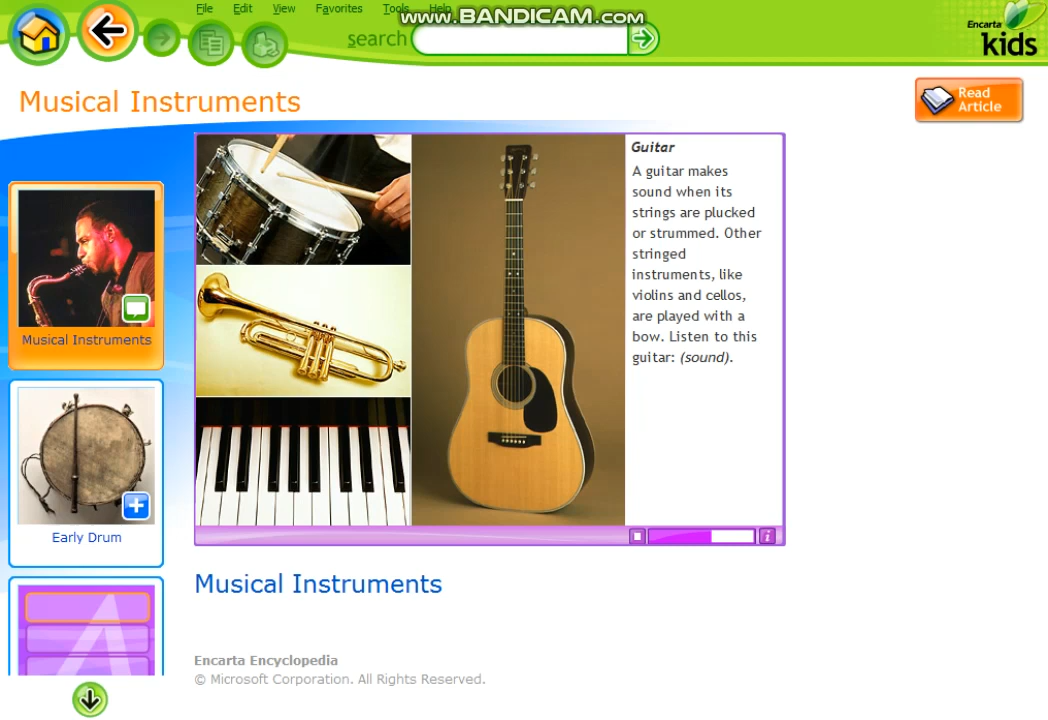 File Edit View Favorites Tools Help
www.BANDICAM.com
search
Encarta
kids
Musical Instruments
Read
Article
Guitar
A guitar makes
sound when its
strings are plucked
or strummed. Other
stringed
instruments, like
violins and cellos,
are played with a
bow. Listen to this
guitar: (sound).
Musical Instruments
Early Drum
Musical Instruments
Encarta Encyclopedia
© Microsoft Corporation. All Rights Reserved.